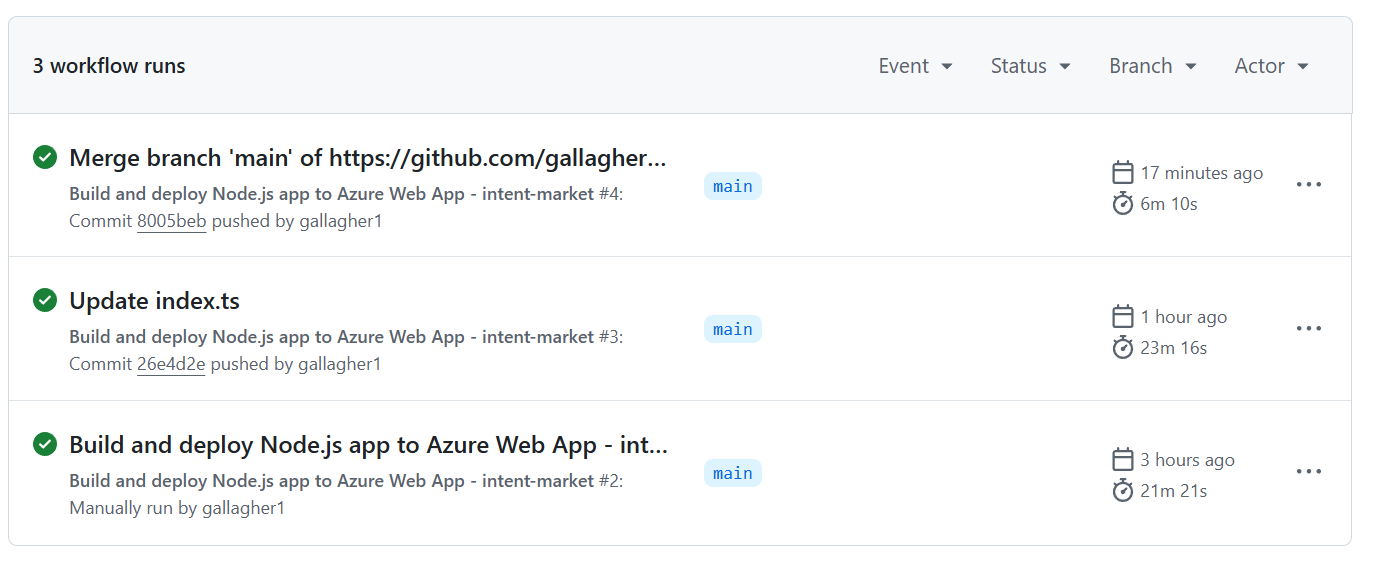 3 workflow runs
Event Status Branch Actor
Merge branch 'main' of https://github.com/gallagher...
Build and deploy Node.js app to Azure Web App - intent-market #4:
Commit 8005beb pushed by gallagher1
main
17 minutes ago
6m 10s
Update index.ts
Build and deploy Node.js app to Azure Web App - intent-market #3:
Commit 26e4d2e pushed by gallagher1
main
1 hour ago
23m 16s
Build and deploy Node.js app to Azure Web App - int...
Build and deploy Node.js app to Azure Web App - intent-market #2:
Manually run by gallagher1
main
3 hours ago
21m 21s